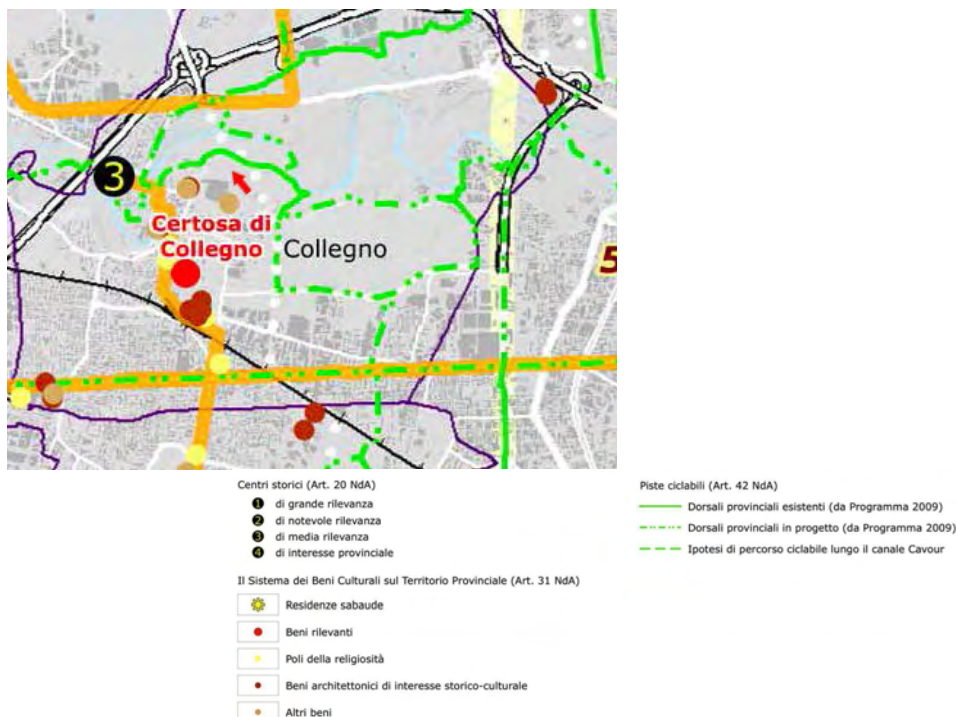 3
Certosa di
Collegno
Collegno
5
Centri storici (Art. 20 NdA)
1 di grande rilevanza
2 di notevole rilevanza
3 di media rilevanza
4 di interesse provinciale
Il Sistema dei Beni Culturali sul Territorio Provinciale (Art. 31 NdA)
Residenze sabaude
Beni rilevanti
Poli della religiosità
Beni architettonici di interesse storico-culturale
Altri beni
Piste ciclabili (Art. 42 NdA)
Dorsali provinciali esistenti (da Programma 2009)
Dorsali provinciali in progetto (da Programma 2009)
Ipotesi di percorso ciclabile lungo il canale Cavour